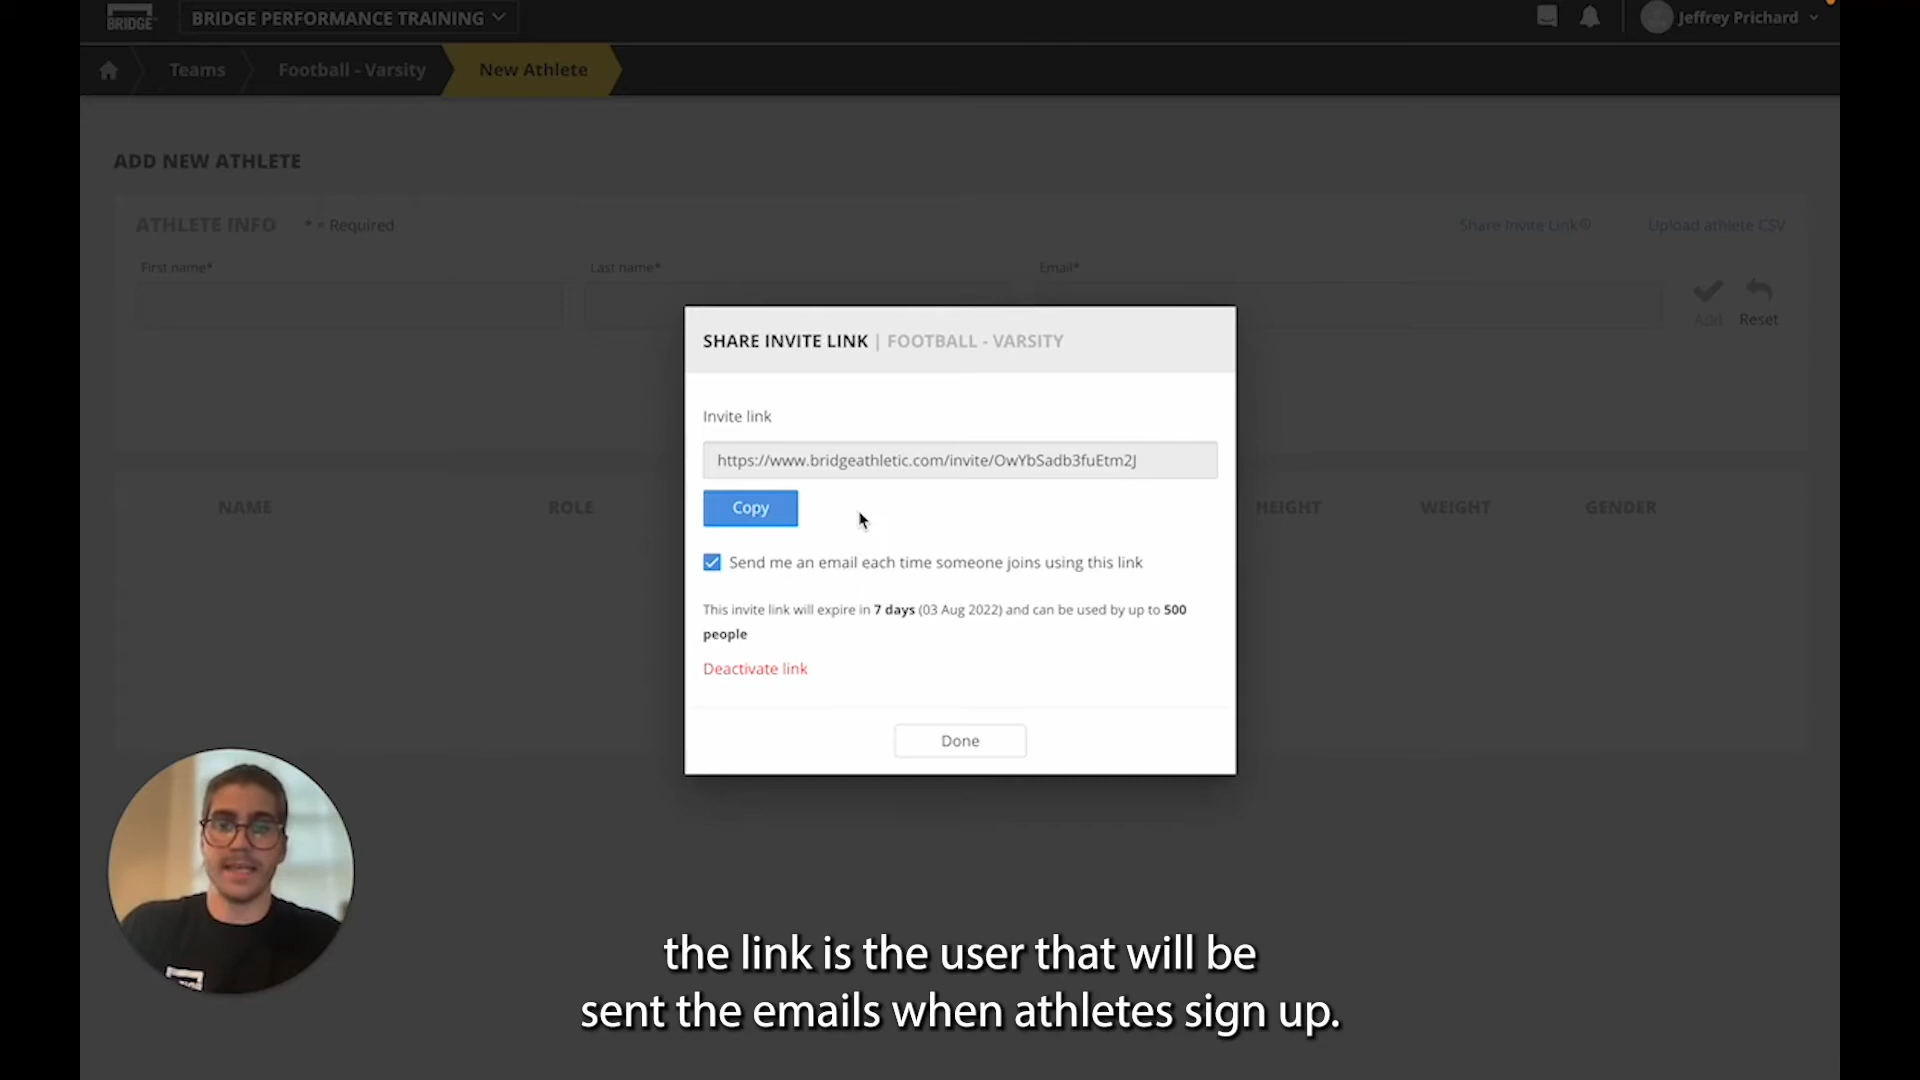 BRIDGE
BRIDGE PERFORMANCE TRAINING
Jeffrey Prichard
Teams
Football - Varsity
New Athlete
ADD NEW ATHLETE
ATHLETE INFO
* = Required
Share Invite Link
Upload athlete CSV
First name*
Last name*
Email*
Add
Reset
SHARE INVITE LINK | FOOTBALL - VARSITY
Invite link
https://www.bridgeathletic.com/invite/OwYbSadb3fuEtm2J
Copy
NAME
ROLE
HEIGHT
WEIGHT
GENDER
Send me an email each time someone joins using this link
This invite link will expire in 7 days (03 Aug 2022) and can be used by up to 500
people
Deactivate link
Done
the link is the user that will be
sent the emails when athletes sign up.